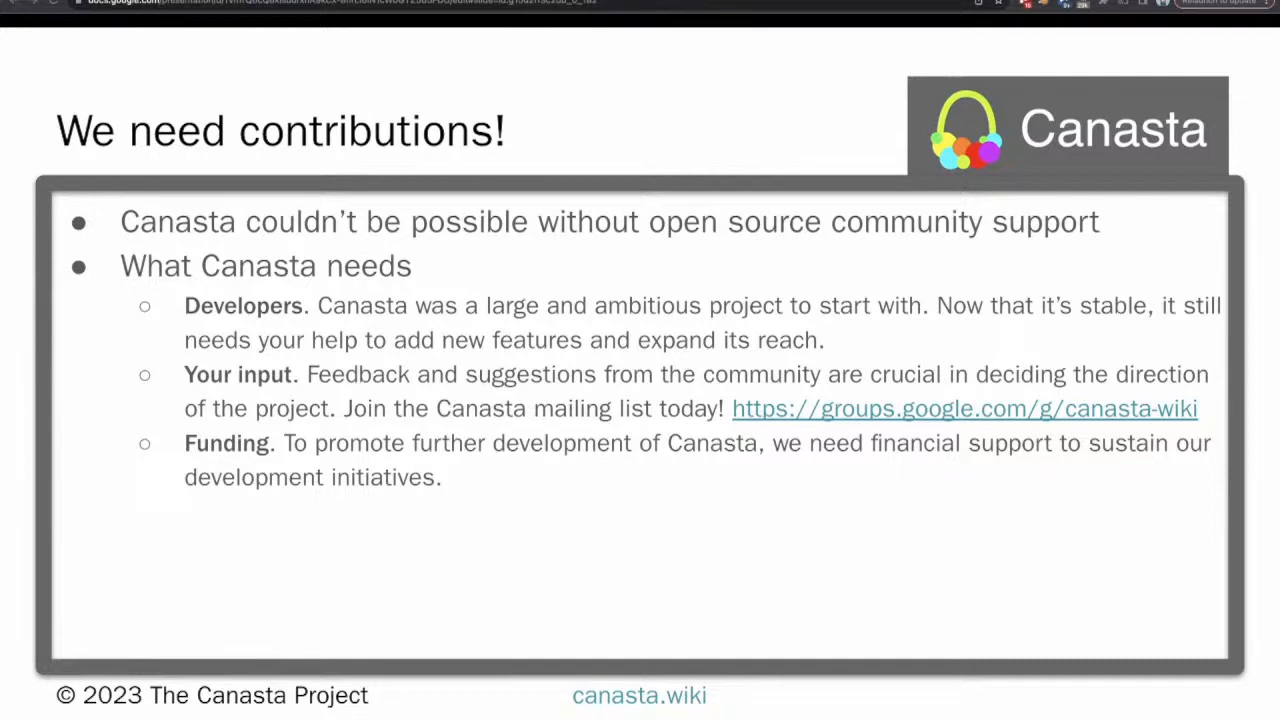 We need contributions!
Canasta
● Canasta couldn’t be possible without open source community support
● What Canasta needs
○ Developers. Canasta was a large and ambitious project to start with. Now that it’s stable, it still
needs your help to add new features and expand its reach.
○ Your input. Feedback and suggestions from the community are crucial in deciding the direction
of the project. Join the Canasta mailing list today! https://groups.google.com/g/canasta-wiki
○ Funding. To promote further development of Canasta, we need financial support to sustain our
development initiatives.
© 2023 The Canasta Project
canasta.wiki